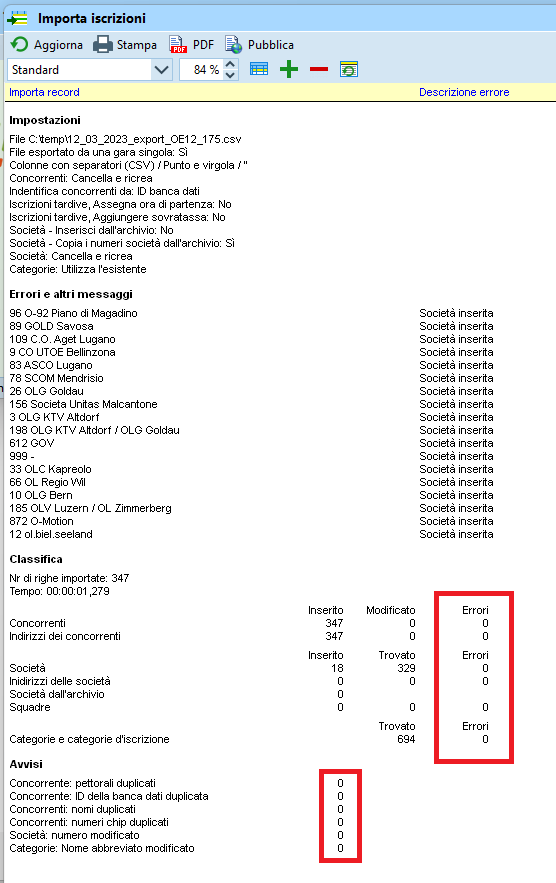 Importa iscrizioni
Aggiorna Stampa PDF Pubblica
Standard 84 %
Importa record Descrizione errore
Impostazioni
File C:\temp\12_03_2023_export_OE12_175.csv
File esportato da una gara singola: Sì
Colonne con separatori (CSV) / Punto e virgola / "
Concorrenti: Cancella e ricrea
Indentifica concorrenti da: ID banca dati
Iscrizioni tardive, Assegna ora di partenza: No
Iscrizioni tardive, Aggiungere sovratassa: No
Società - Inserisci dall'archivio: No
Società - Copia i numeri società dall'archivio: Sì
Società: Cancella e ricrea
Categorie: Utilizza l'esistente
Errori e altri messaggi
96 O-92 Piano di Magadino Società inserita
89 GOLD Savosa Società inserita
109 C.O. Aget Lugano Società inserita
9 CO UTOE Bellinzona Società inserita
83 ASCO Lugano Società inserita
78 SCOM Mendrisio Società inserita
26 OLG Goldau Società inserita
156 Societa Unitas Malcantone Società inserita
3 OLG KTV Altdorf Società inserita
198 OLG KTV Altdorf / OLG Goldau Società inserita
612 GOV Società inserita
999 - Società inserita
33 OLC Kapreolo Società inserita
66 OL Regio Wil Società inserita
10 OLG Bern Società inserita
185 OLV Luzern / OL Zimmerberg Società inserita
872 O-Motion Società inserita
12 ol.biel.seeland Società inserita
Classifica
Nr di righe importate: 347
Tempo: 00:00:01,279
Inserito Modificato Errori
Concorrenti 347 0 0
Indirizzi dei concorrenti 347 0 0
Inserito Trovato Errori
Società 18 329 0
Inidirizzi delle società 0 0 0
Società dall'archivio 0
Squadre 0 0 0
Trovato Errori
Categorie e categorie d'iscrizione 694 0
Avvisi
Concorrente: pettorali duplicati 0
Concorrente: ID della banca dati duplicata 0
Concorrenti: nomi duplicati 0
Concorrenti: numeri chip duplicati 0
Società: numero modificato 0
Categorie: Nome abbreviato modificato 0